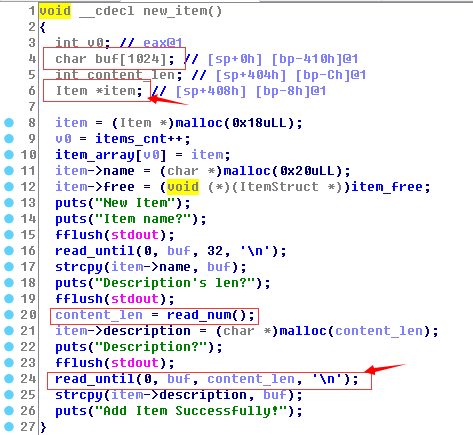 1 void __cdecl new_item()
2 {
3 int v0; // eax@1
4 char buf[1024]; // [sp+0h] [bp-410h]@1
5 int content_len; // [sp+404h] [bp-Ch]@1
6 Item *item; // [sp+408h] [bp-8h]@1
7
8 item = (Item *)malloc(0x18uLL);
9 v0 = items_cnt++;
10 item_array[v0] = item;
11 item->name = (char *)malloc(0x20uLL);
12 item->free = (void (*)(ItemStruct *))item_free;
13 puts("New Item");
14 puts("Item name?");
15 fflush(stdout);
16 read_until(0, buf, 32, '\n');
17 strcpy(item->name, buf);
18 puts("Description's len?");
19 fflush(stdout);
20 content_len = read_num();
21 item->description = (char *)malloc(content_len);
22 puts("Description?");
23 fflush(stdout);
24 read_until(0, buf, content_len, '\n');
25 strcpy(item->description, buf);
26 puts("Add Item Successfully!");
27 }